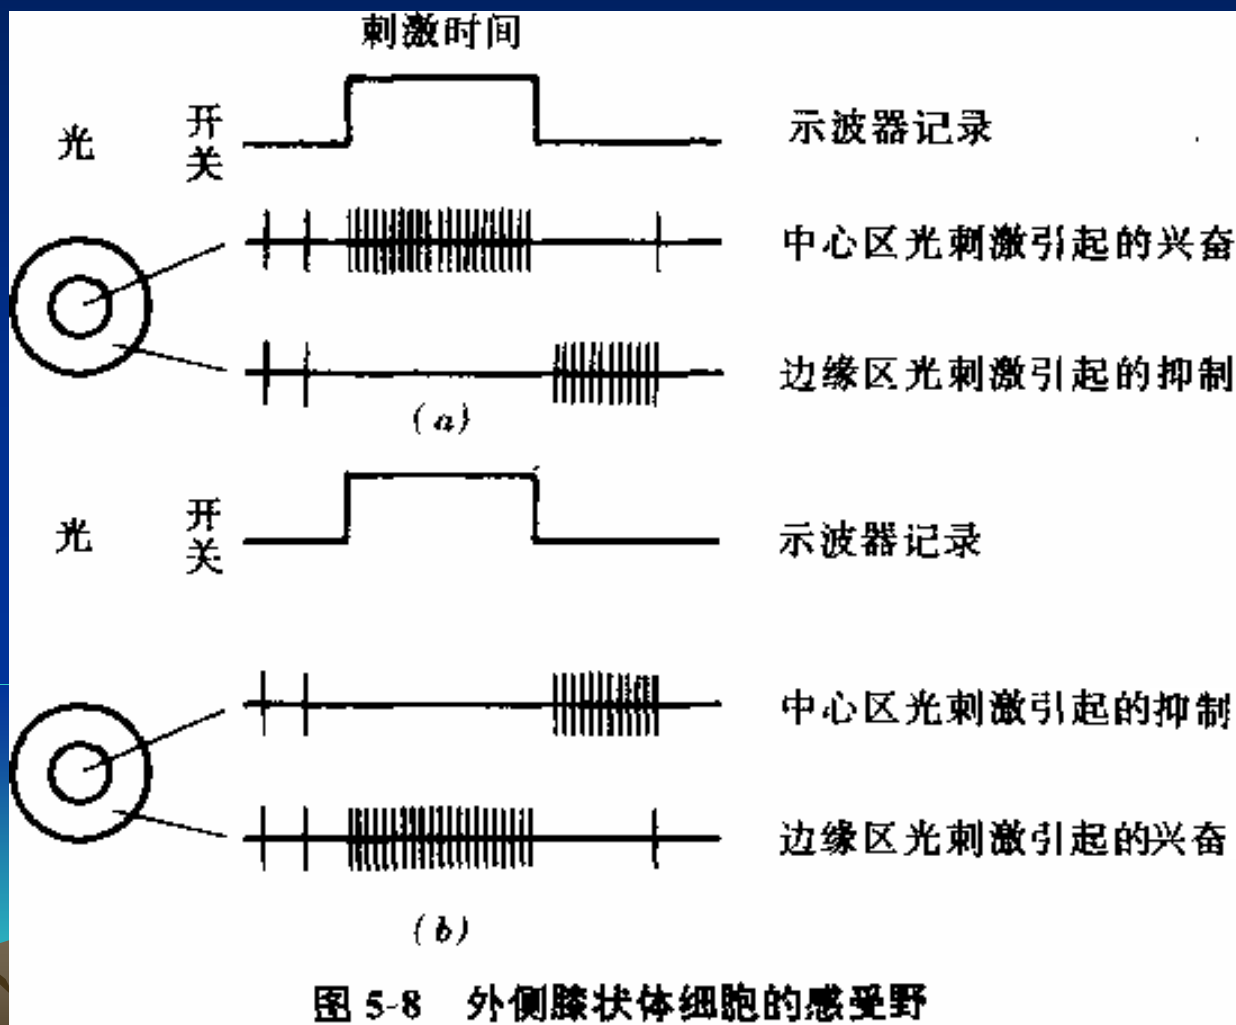 刺激时间
光
开
关
示波器记录
中心区光刺激引起的兴奋
边缘区光刺激引起的抑制
(a)
光
开
关
示波器记录
中心区光刺激引起的抑制
边缘区光刺激引起的兴奋
(b)
图 5-8 外侧膝状体细胞的感受野